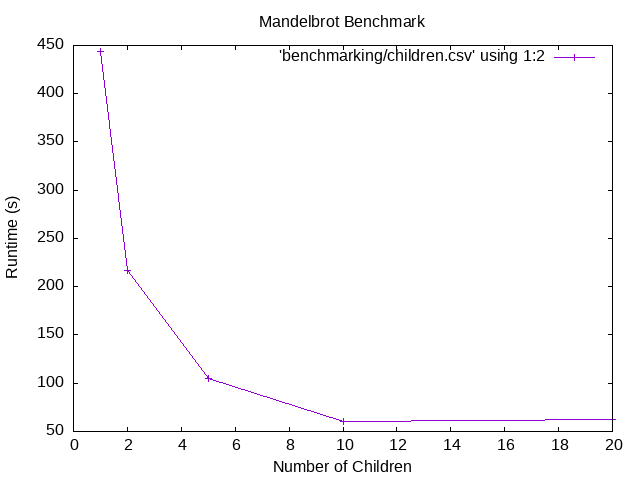 Mandelbrot Benchmark
'benchmarking/children.csv' using 1:2
450
400
350
300
250
200
150
100
50
Runtime (s)
0 2 4 6 8 10 12 14 16 18 20
Number of Children